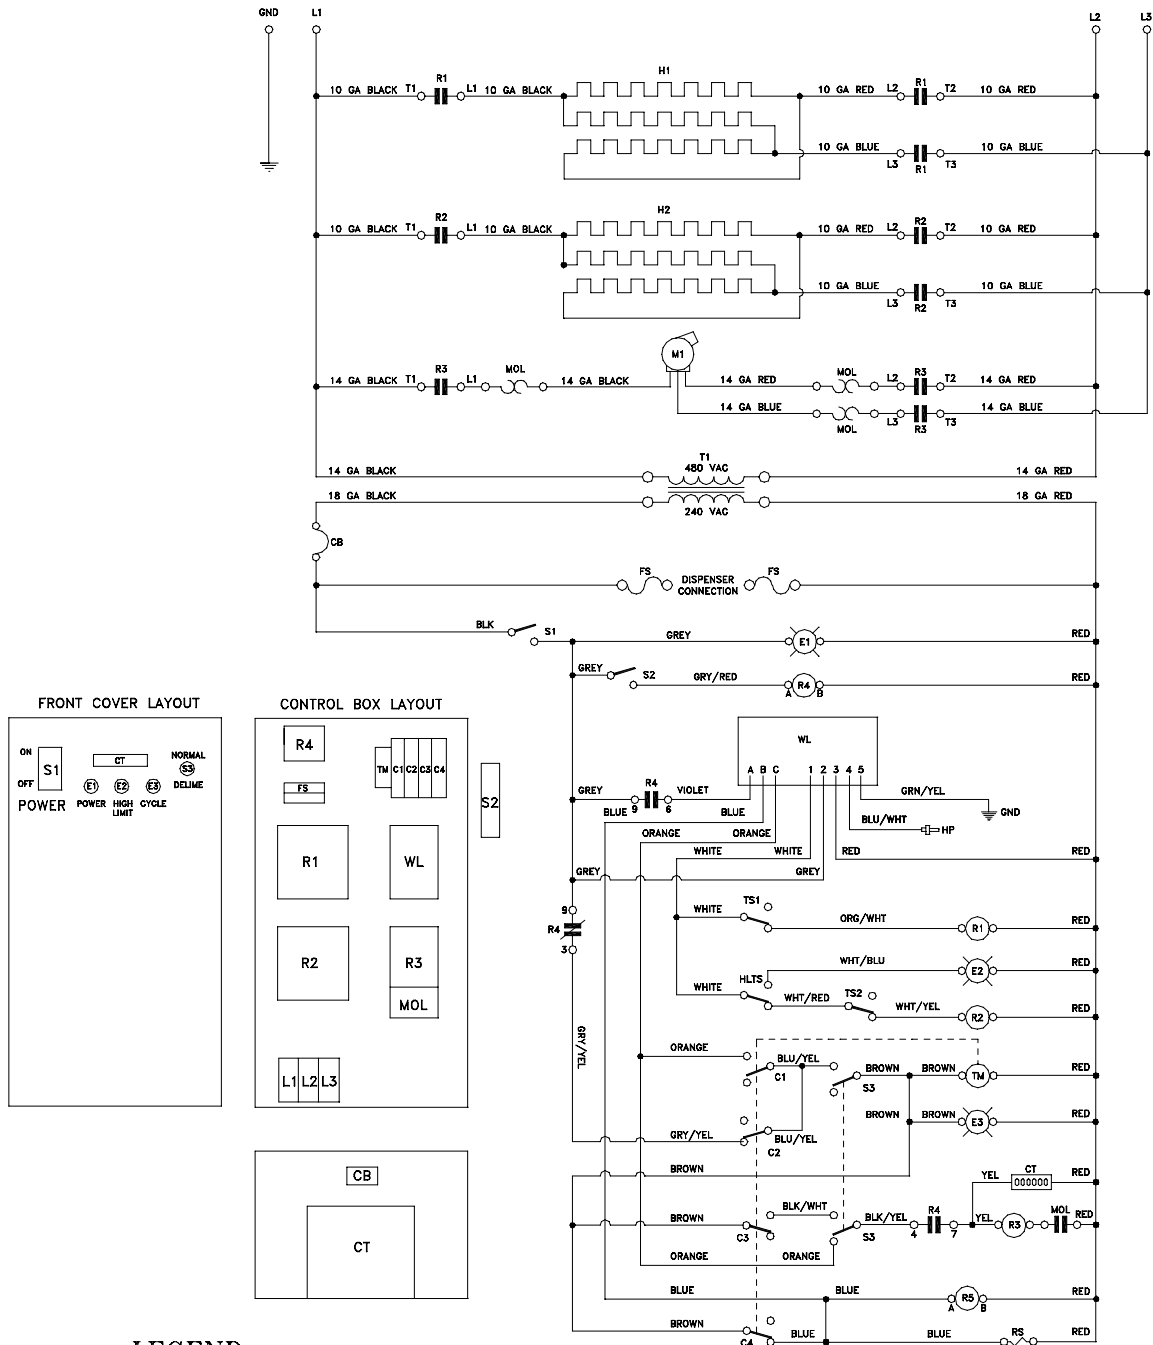 GND L1 L2 L3
H1
10 GA BLACK T1 R1 L1 10 GA BLACK 10 GA RED L2 R1 T2 10 GA RED
10 GA BLUE L3 R1 T3 10 GA BLUE
H2
10 GA BLACK T1 R2 L1 10 GA BLACK 10 GA RED L2 R2 T2 10 GA RED
10 GA BLUE L3 R2 T3 10 GA BLUE
M1
14 GA BLACK T1 R3 L1 MOL 14 GA BLACK 14 GA RED MOL L2 R3 T2 14 GA RED
14 GA BLUE MOL L3 R3 T3 14 GA BLUE
T1
14 GA BLACK 480 VAC 14 GA RED
18 GA BLACK 240 VAC 18 GA RED
CB
FS DISPENSER CONNECTION FS
BLK S1 GREY E1 RED
GREY S2 GRY/RED A R4 B RED
WL
A B C 1 2 3 4 5
GREY 9 R4 6 VIOLET GRN/YEL GND
BLUE BLUE BLU/WHT HP
ORANGE ORANGE
WHITE WHITE RED RED
GREY GREY
9 R4 3
WHITE TS1 ORG/WHT R1 RED
WHT/BLU E2 RED
WHITE HLTS WHT/RED TS2 WHT/YEL R2 RED
GRY/YEL
ORANGE C1 BLU/YEL S3 BROWN BROWN TM RED
BROWN BROWN E3 RED
GRY/YEL C2 BLU/YEL
BROWN YEL CT 000000 RED
BLK/WHT
BROWN C3 S3 BLK/YEL 4 R4 7 YEL R3 MOL RED
ORANGE ORANGE
BLUE BLUE A R5 B RED
BROWN C4 BLUE BLUE RS RED
FRONT COVER LAYOUT
ON S1 OFF
POWER
CT
E1 E2 E3
POWER HIGH LIMIT CYCLE
NORMAL
S3
DELIME
CONTROL BOX LAYOUT
R4
TM C1 C2 C3 C4
FS
S2
R1 WL
R2 R3
MOL
L1 L2 L3
CB
CT
LEGEND